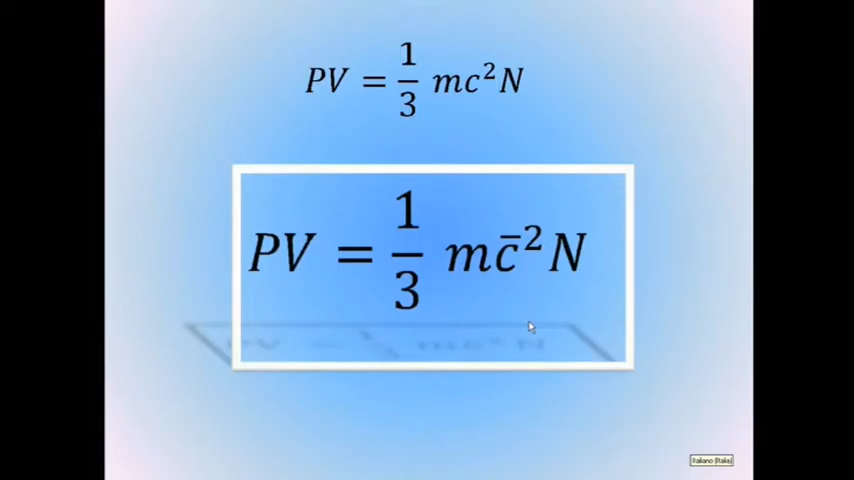 PV = 1/3 mc²N
PV = 1/3 mc̄²N
Italiano (Italia)